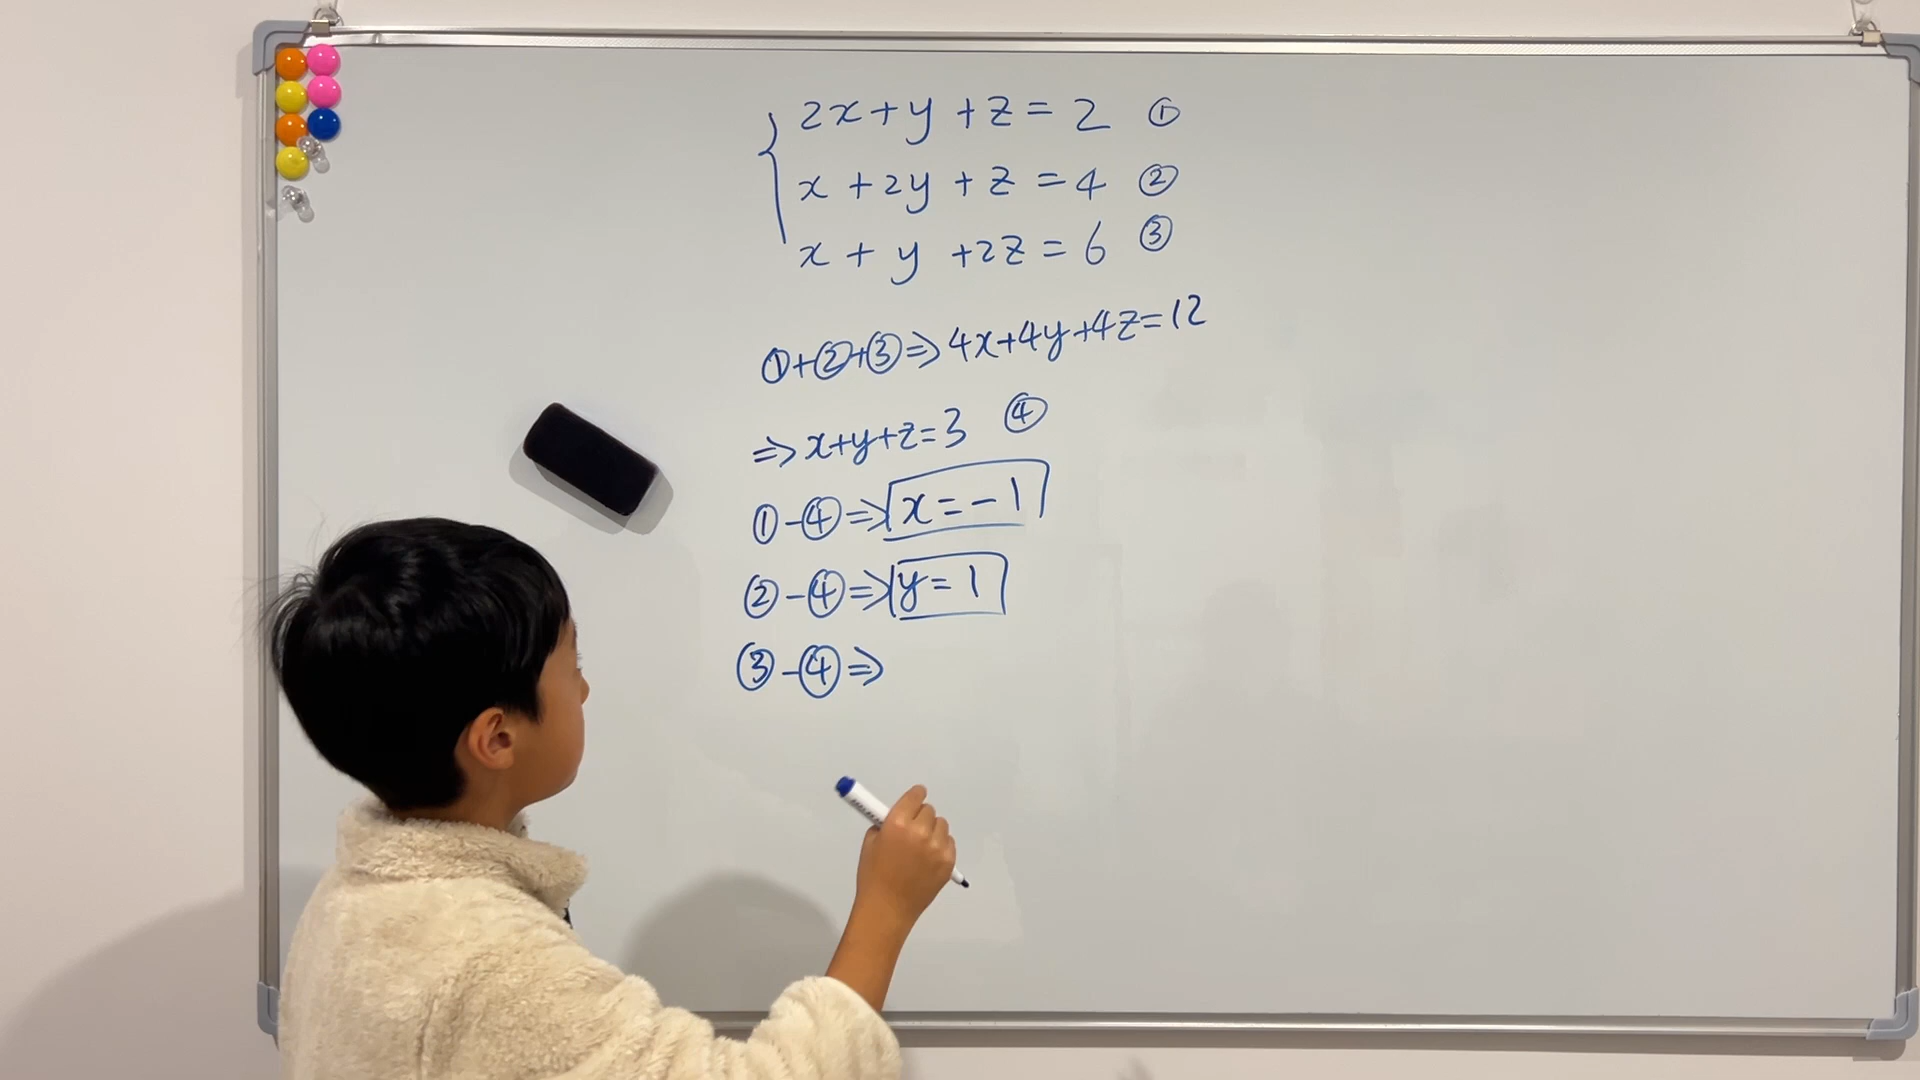 2x+y+z=2 ①
x+2y+z=4 ②
x+y+2z=6 ③
①+②+③⇒4x+4y+4z=12
⇒x+y+z=3 ④
①-④⇒x=-1
②-④⇒y=1
③-④⇒